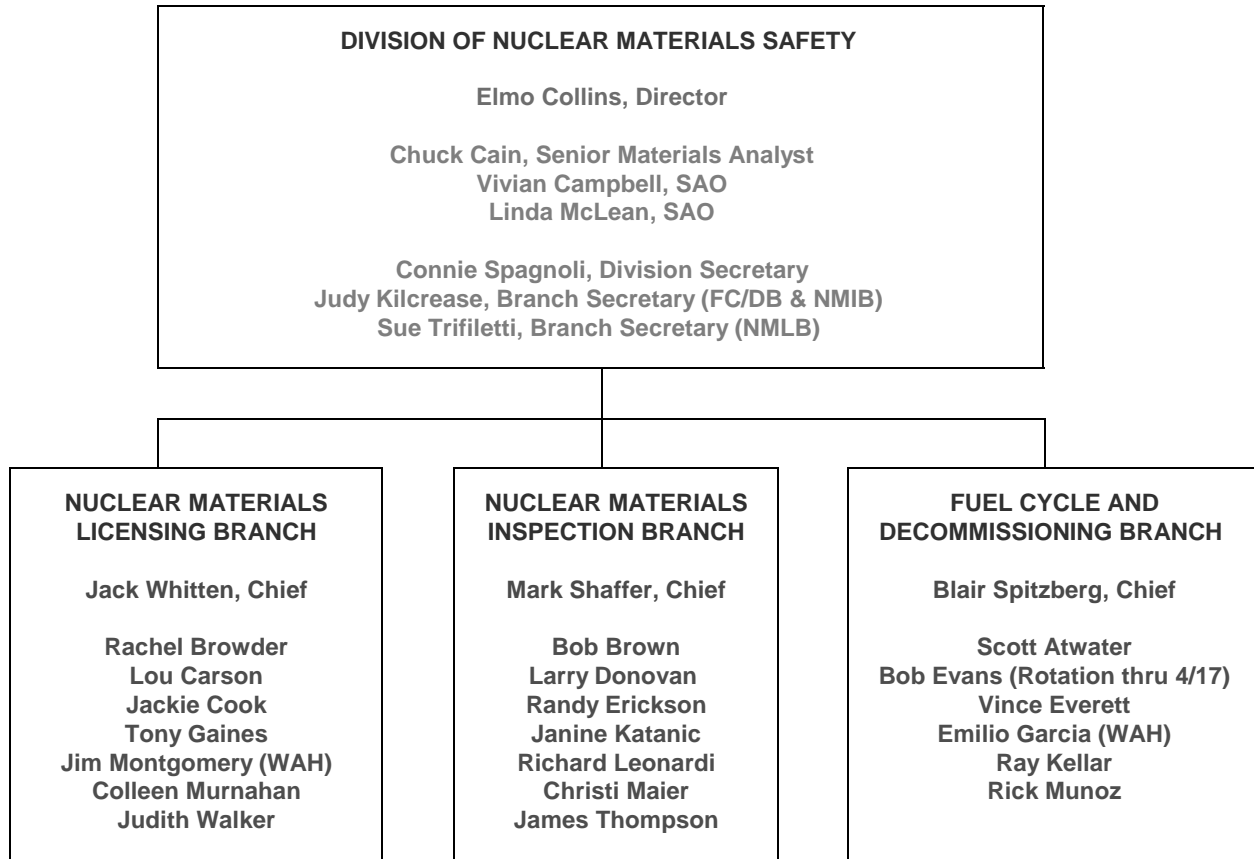 DIVISION OF NUCLEAR MATERIALS SAFETY
Elmo Collins, Director
Chuck Cain, Senior Materials Analyst
Vivian Campbell, SAO
Linda McLean, SAO
Connie Spagnoli, Division Secretary
Judy Kilcrease, Branch Secretary (FC/DB & NMIB)
Sue Trifiletti, Branch Secretary (NMLB)
NUCLEAR MATERIALS
LICENSING BRANCH
Jack Whitten, Chief
Rachel Browder
Lou Carson
Jackie Cook
Tony Gaines
Jim Montgomery (WAH)
Colleen Murnahan
Judith Walker
NUCLEAR MATERIALS
INSPECTION BRANCH
Mark Shaffer, Chief
Bob Brown
Larry Donovan
Randy Erickson
Janine Katanic
Richard Leonardi
Christi Maier
James Thompson
FUEL CYCLE AND
DECOMMISSIONING BRANCH
Blair Spitzberg, Chief
Scott Atwater
Bob Evans (Rotation thru 4/17)
Vince Everett
Emilio Garcia (WAH)
Ray Kellar
Rick Munoz